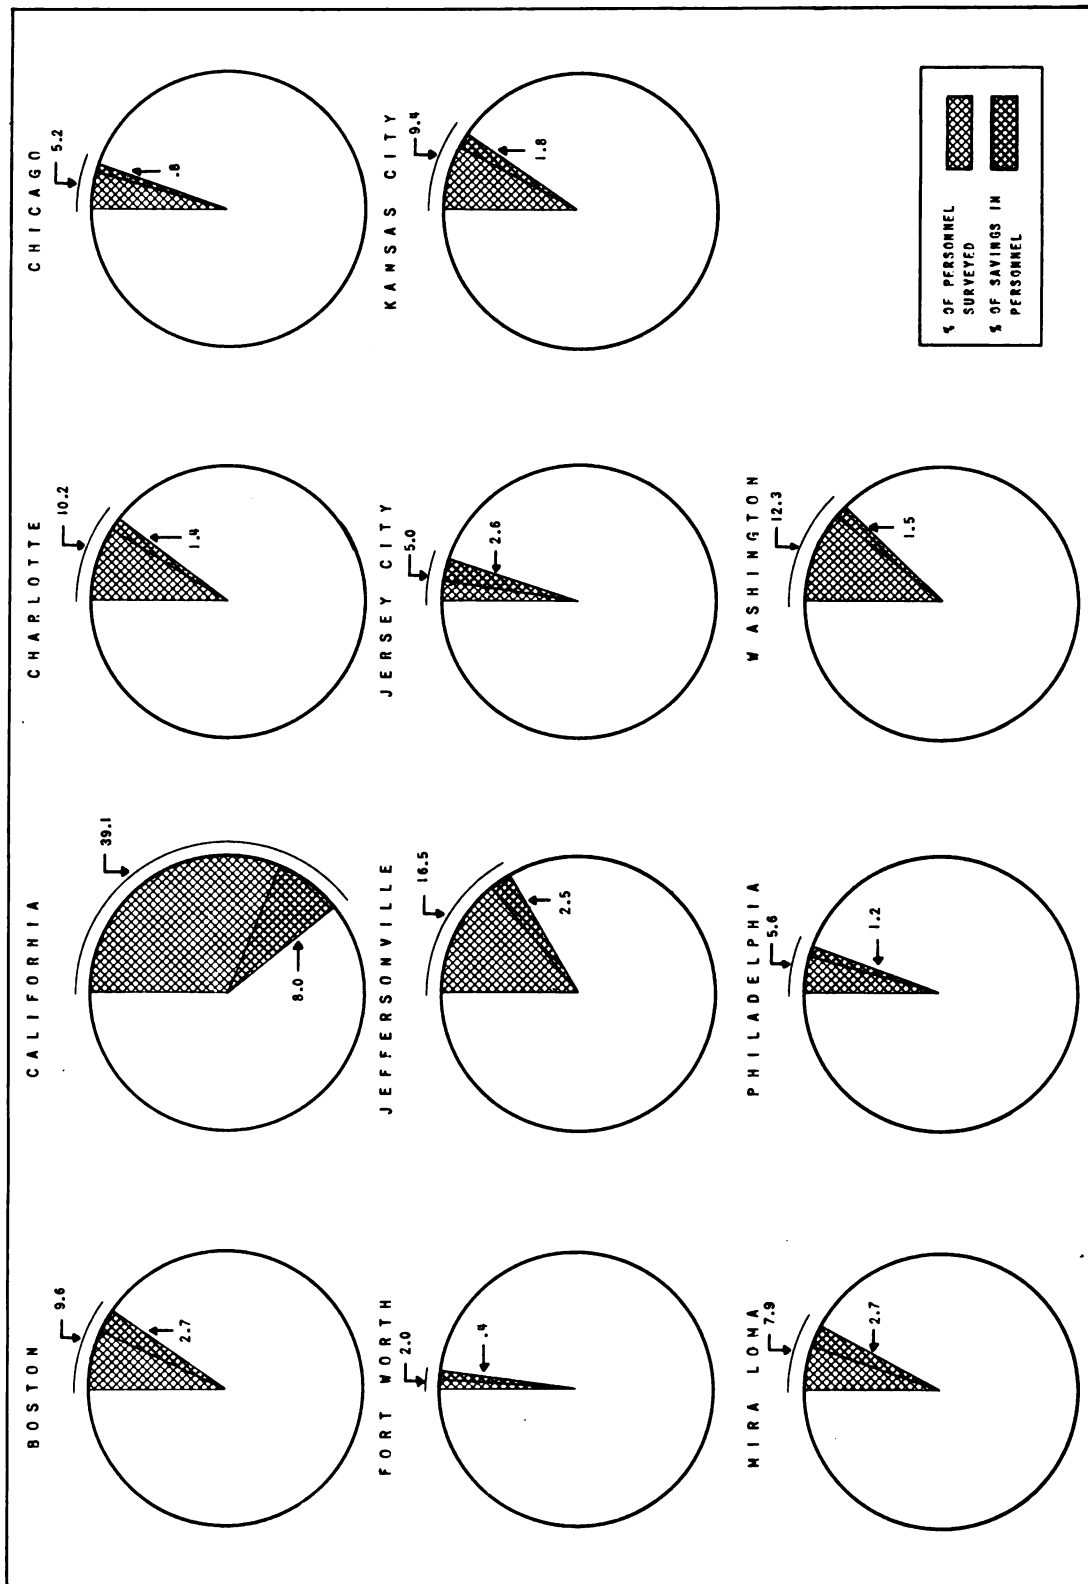 BOSTON
9.6
2.7
CALIFORNIA
39.1
8.0
CHARLOTTE
10.2
1.4
CHICAGO
5.2
.8
FORT WORTH
2.0
.4
JEFFERSONVILLE
16.5
2.5
JERSEY CITY
5.0
2.6
KANSAS CITY
9.4
1.8
MIRA LOMA
7.9
2.7
PHILADELPHIA
5.6
1.2
WASHINGTON
12.3
1.5
% OF PERSONNEL
SURVEYED
% OF SAVINGS IN
PERSONNEL